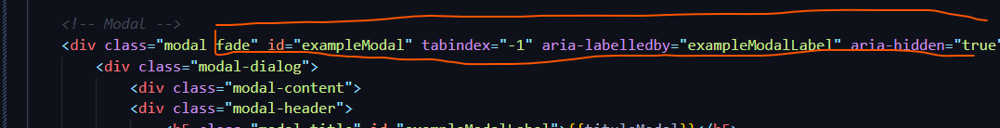 <!-- Modal -->
<div class="modal fade" id="exampleModal" tabindex="-1" aria-labelledby="exampleModalLabel" aria-hidden="true"
<div class="modal-dialog">
<div class="modal-content">
<div class="modal-header">
<h5 class="modal-title" id="exampleModalLabel">{{tituloModal}}</h5>